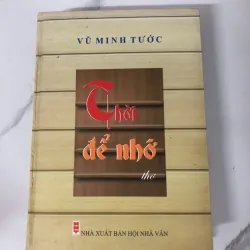 VŨ MINH TƯỚC
Thời
để nhớ
thơ
NHÀ XUẤT BẢN HỘI NHÀ VĂN